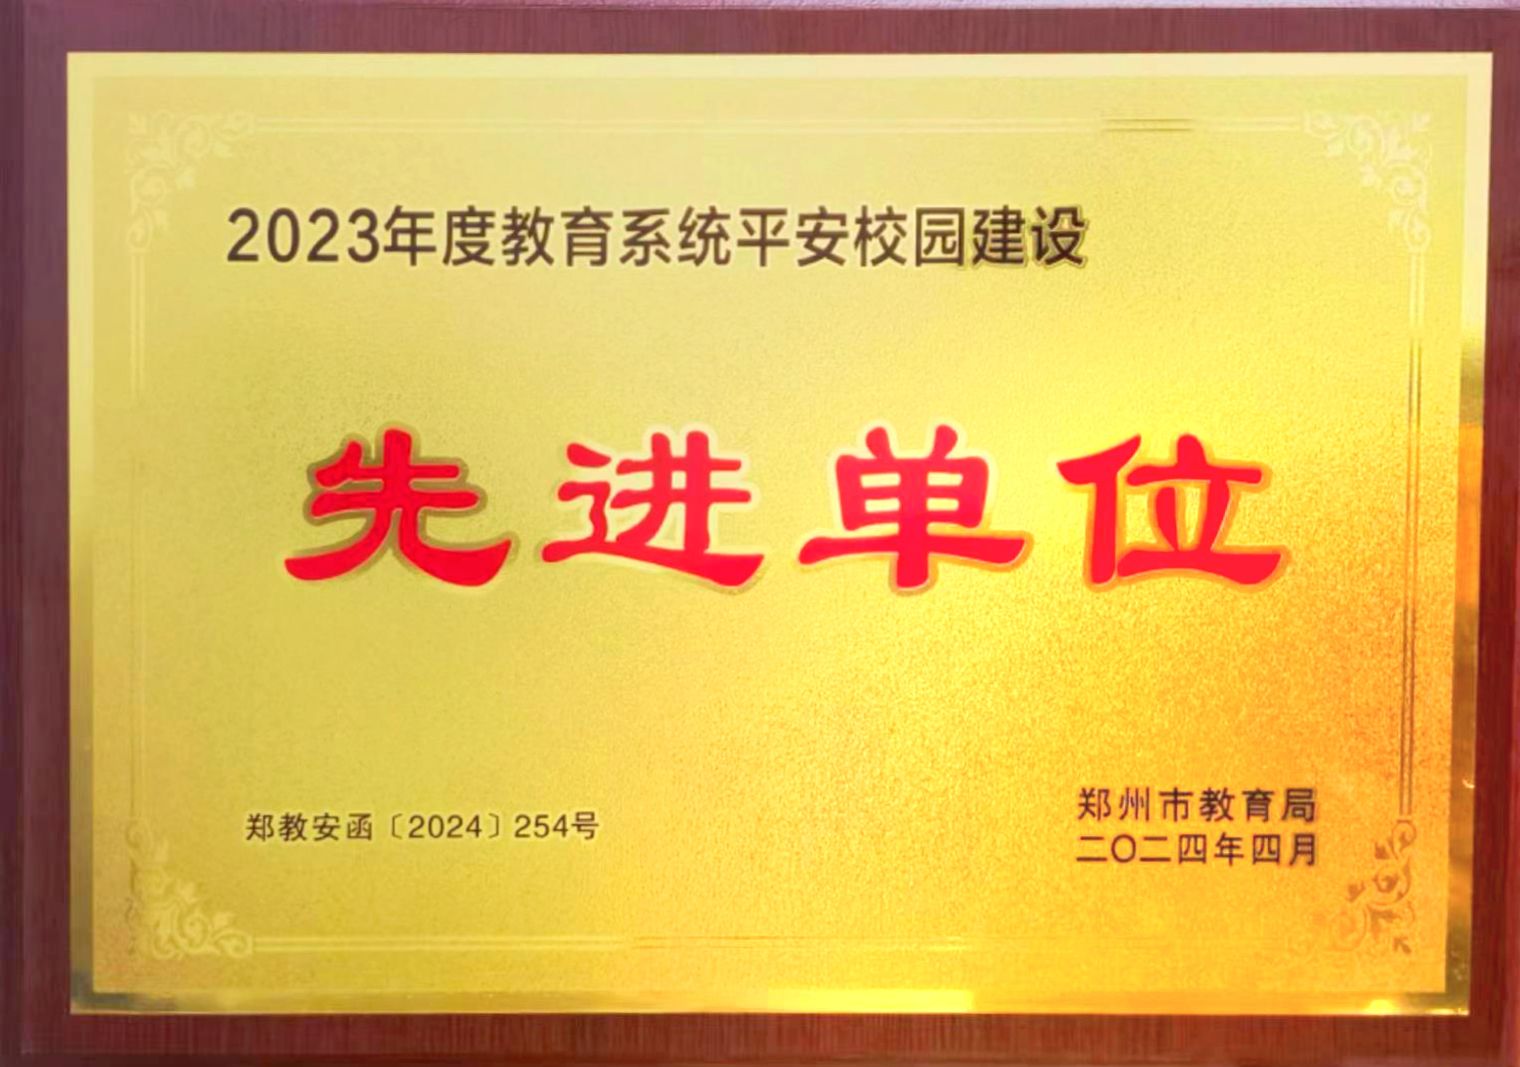 2023年度教育系统平安校园建设
先进单位
郑教安函〔2024〕254号
郑州市教育局
二〇二四年四月